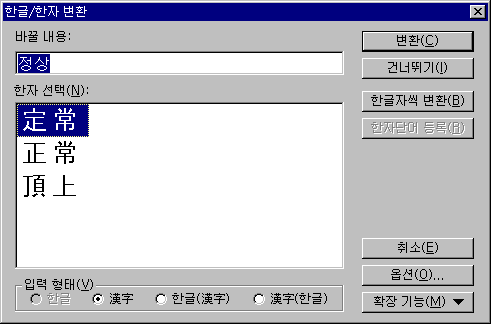 한글/한자 변환
바꿀 내용:
정상
한자 선택(N):
定常
正常
頂上
입력 형태(V)
한글
漢字
한글(漢字)
漢字(한글)
변환(C)
건너뛰기(I)
한글자씩 변환(B)
한자단어 등록(R)
취소(E)
옵션(O)...
확장 기능(M)